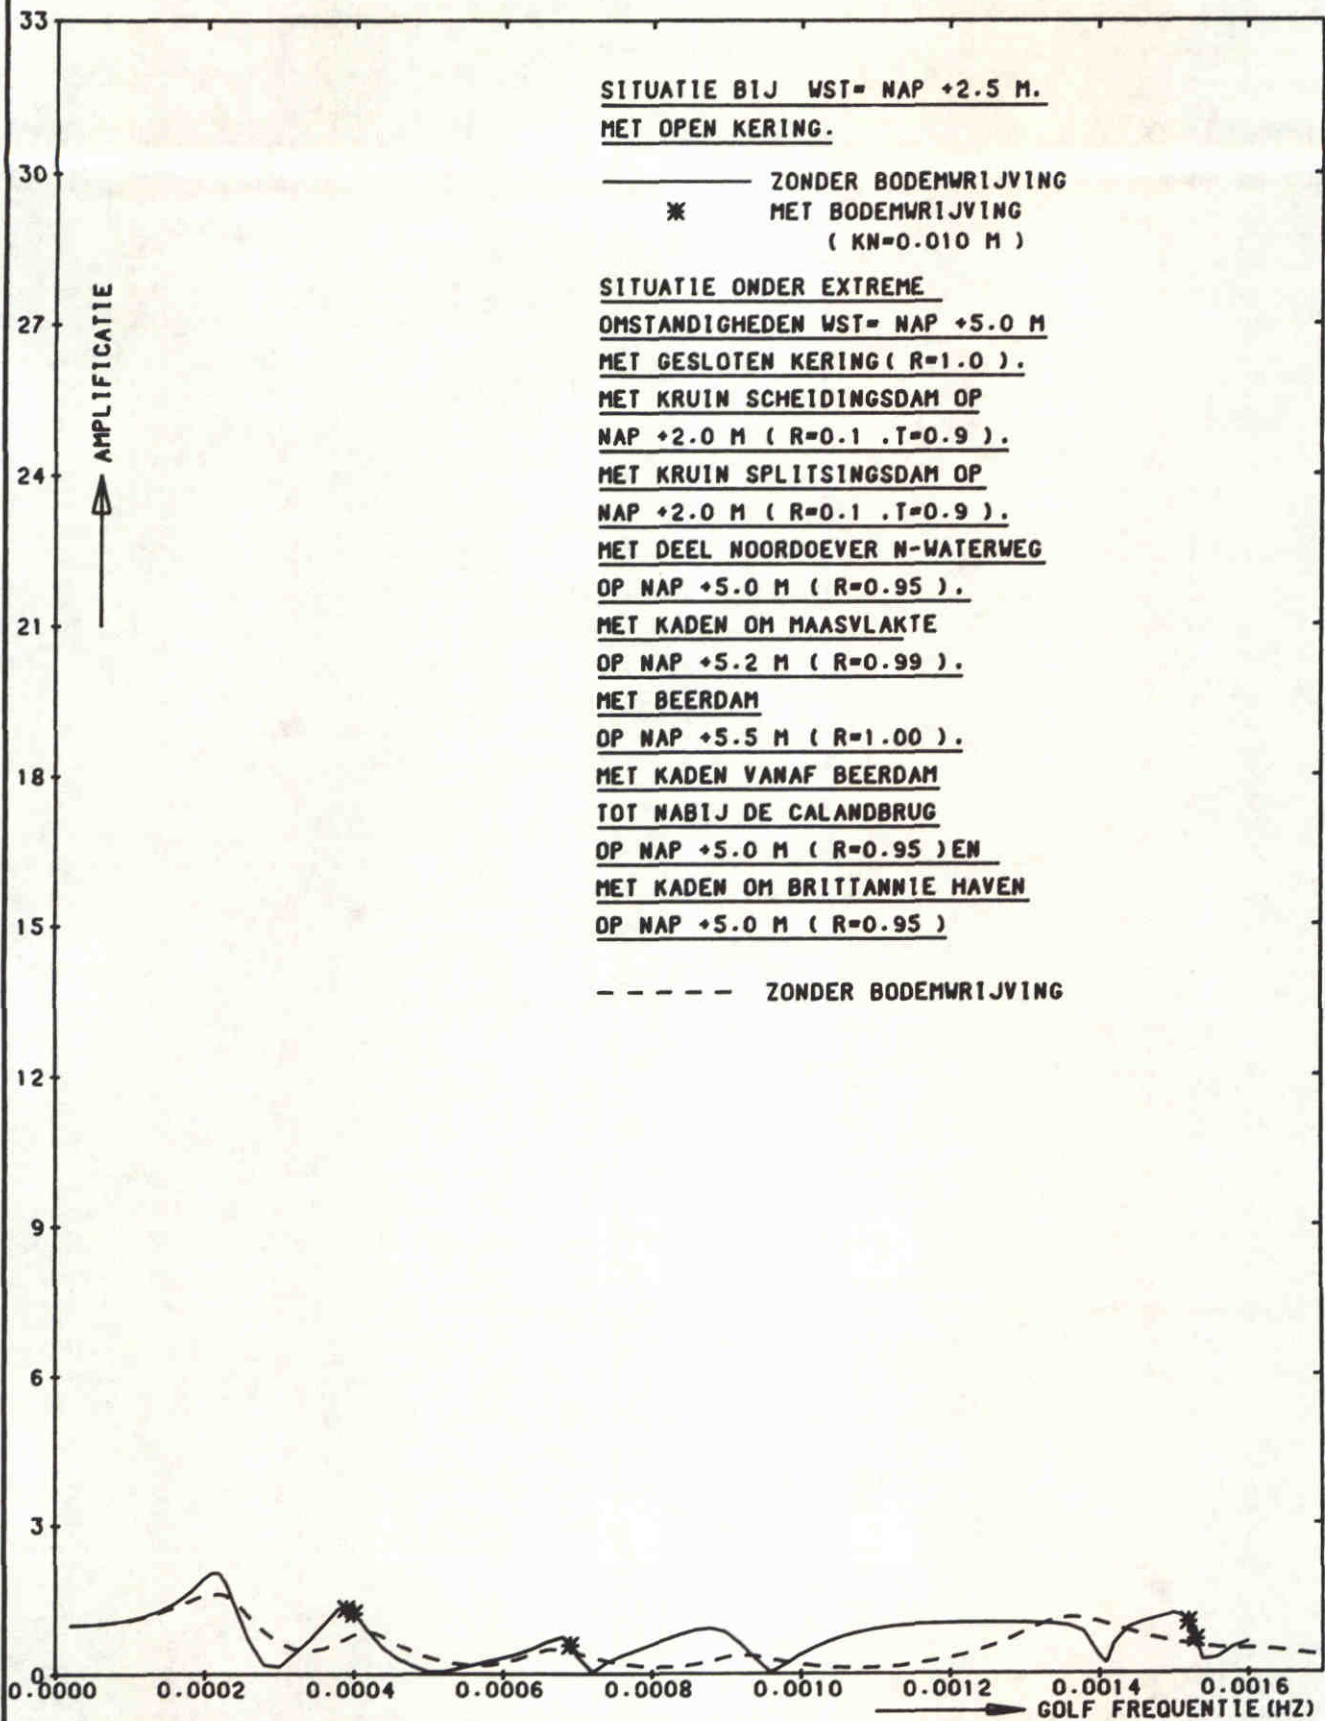 33
SITUATIE BIJ WST= NAP +2.5 M.
MET OPEN KERING.
30
ZONDER BODEMWRIJVING
* MET BODEMWRIJVING
( KN=0.010 M )
AMPLIFICATIE
SITUATIE ONDER EXTREME
27
OMSTANDIGHEDEN WST= NAP +5.0 M
MET GESLOTEN KERING( R=1.0 ).
MET KRUIN SCHEIDINGSDAM OP
NAP +2.0 M ( R=0.1 .T=0.9 ).
24
MET KRUIN SPLITSINGSDAM OP
NAP +2.0 M ( R=0.1 .T=0.9 ).
MET DEEL NOORDOEVER N-WATERWEG
OP NAP +5.0 M ( R=0.95 ).
21
MET KADEN OM MAASVLAKTE
OP NAP +5.2 M ( R=0.99 ).
MET BEERDAM
OP NAP +5.5 M ( R=1.00 ).
18
MET KADEN VANAF BEERDAM
TOT NABIJ DE CALANDBRUG
OP NAP +5.0 M ( R=0.95 )EN
MET KADEN OM BRITTANNIE HAVEN
15
OP NAP +5.0 M ( R=0.95 )
- - - - - ZONDER BODEMWRIJVING
12
9
6
3
0
0.0000 0.0002 0.0004 0.0006 0.0008 0.0010 0.0012 0.0014 0.0016
GOLF FREQUENTIE(HZ)